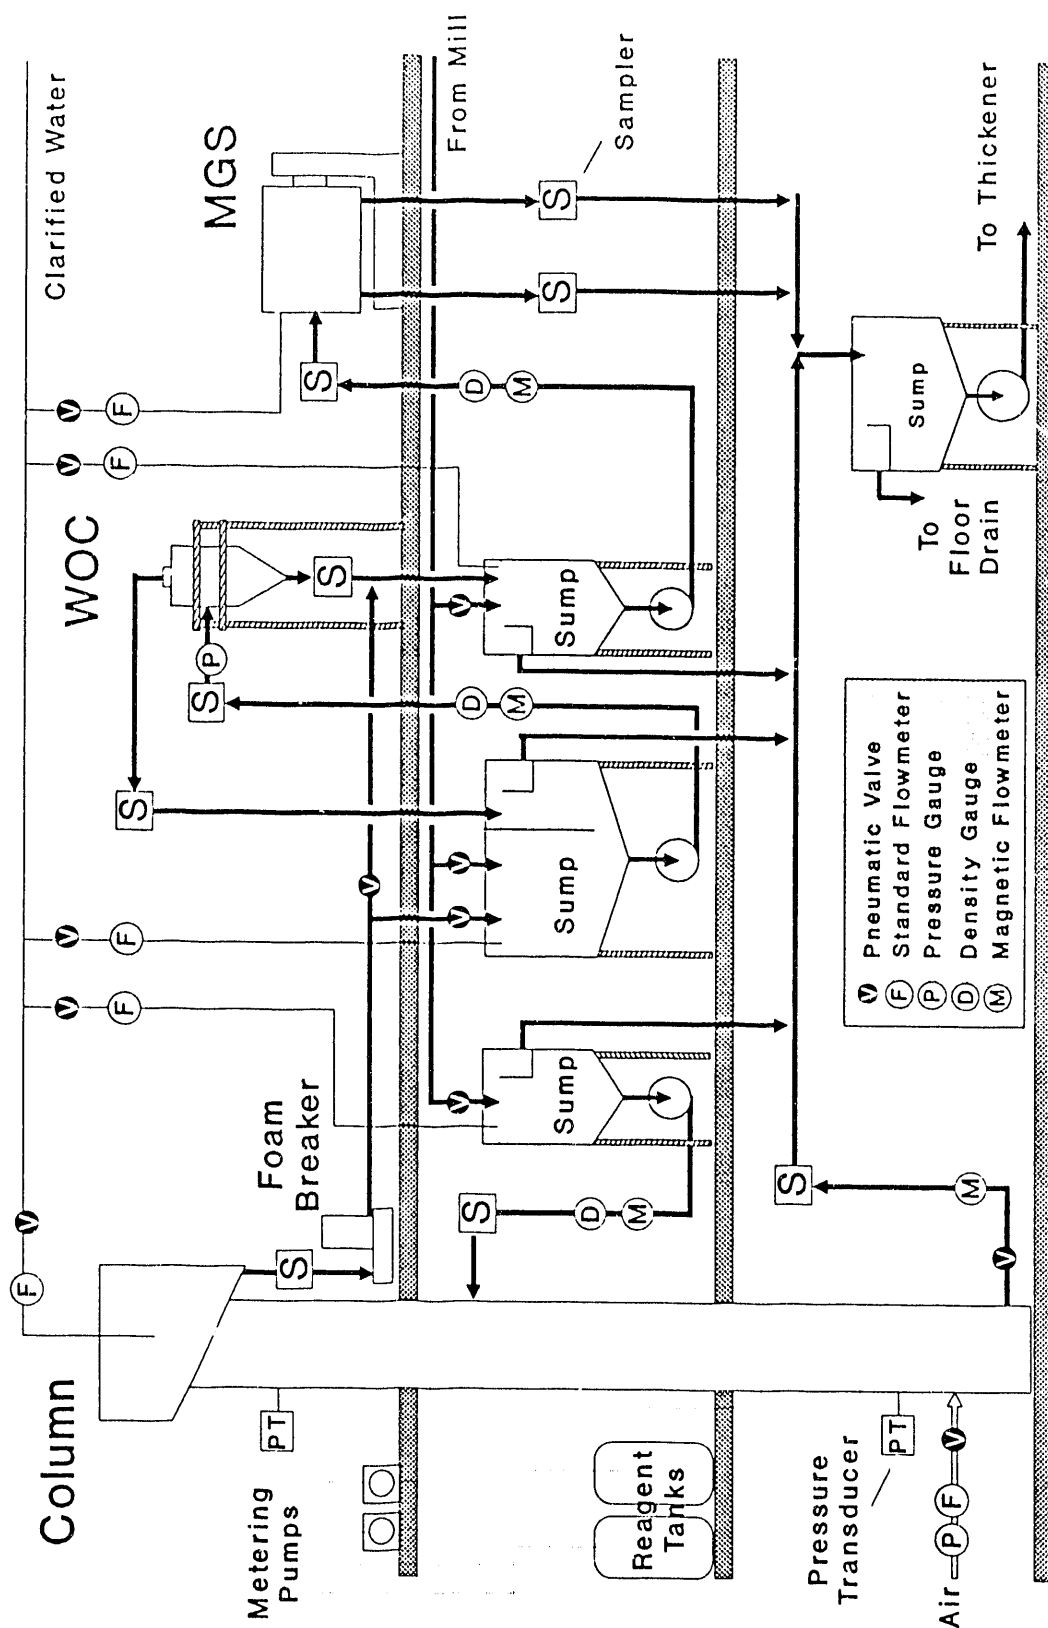 Column
WOC
MGS
Clarified Water
F
V
V
F
V
F
V
F
V
F
S
S
P
S
S
S
PT
Metering
Pumps
Foam
Breaker
S
V
From Mill
S
V
V
V
V
Sump
Sump
Sump
D
M
D
M
D
M
S
S
Sampler
Reagent
Tanks
Pressure
Transducer
PT
Air
P
F
V
V
M
S
V Pneumatic Valve
F Standard Flowmeter
P Pressure Gauge
D Density Gauge
M Magnetic Flowmeter
To
Floor
Drain
Sump
To Thickener